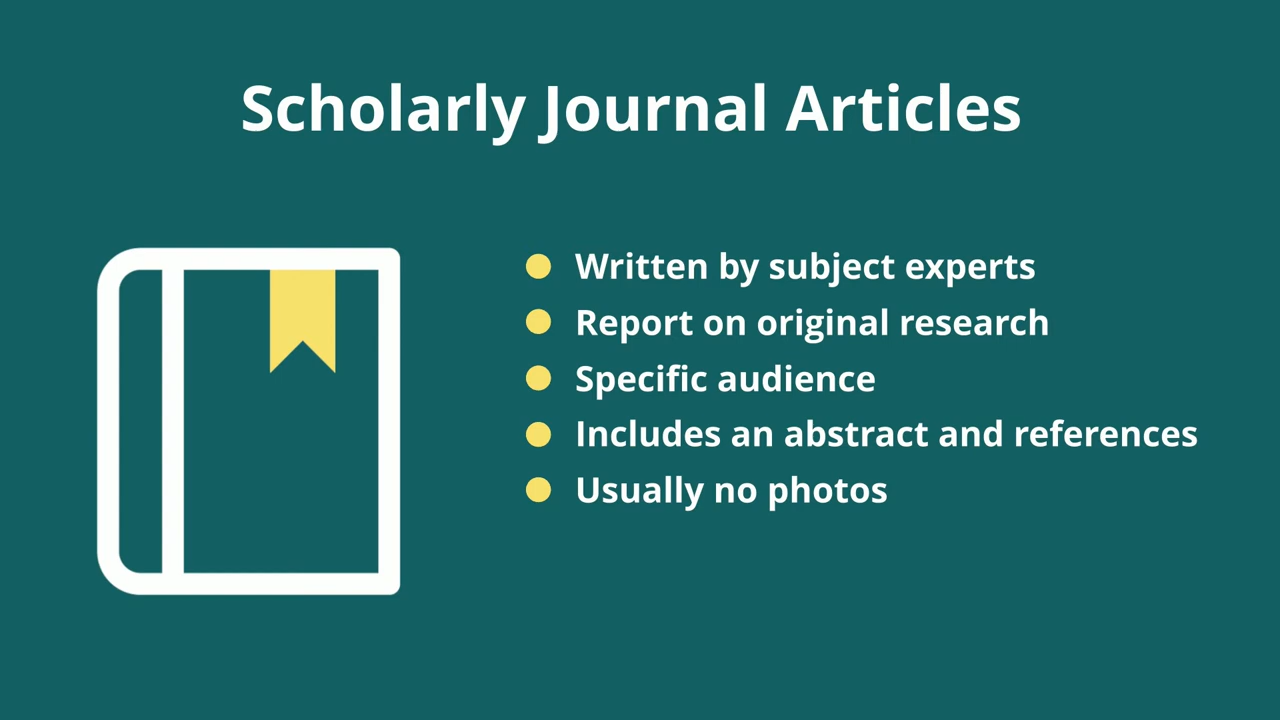 Scholarly Journal Articles
Written by subject experts
Report on original research
Specific audience
Includes an abstract and references
Usually no photos